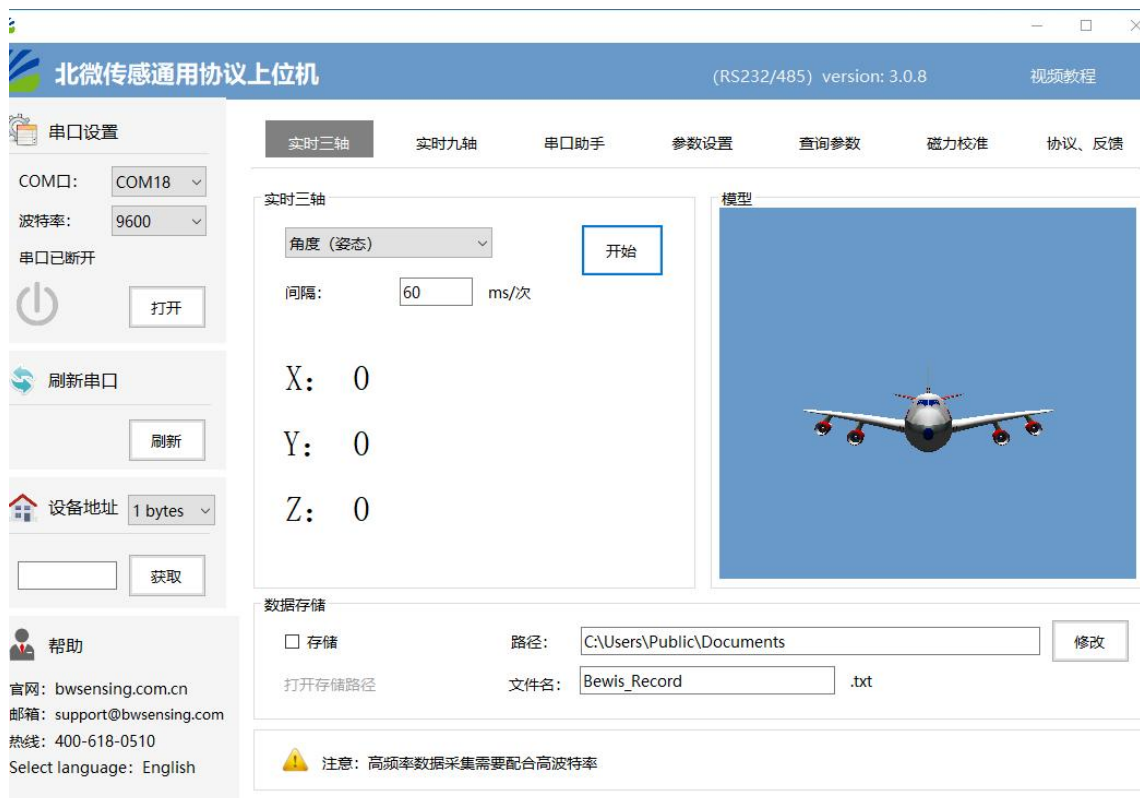 北微传感通用协议上位机
(RS232/485) version: 3.0.8
视频教程
串口设置
COM口: COM18
波特率: 9600
串口已断开
打开
刷新串口
刷新
设备地址 1 bytes
获取
帮助
官网: bwsensing.com.cn
邮箱: support@bwsensing.com
热线: 400-618-0510
Select language: English
实时三轴 实时九轴 串口助手 参数设置 查询参数 磁力校准 协议、反馈
实时三轴
角度（姿态）
开始
间隔: 60 ms/次
X: 0
Y: 0
Z: 0
模型
数据存储
存储 路径: C:\Users\Public\Documents 修改
打开存储路径 文件名: Bewis_Record .txt
注意：高频率数据采集需要配合高波特率